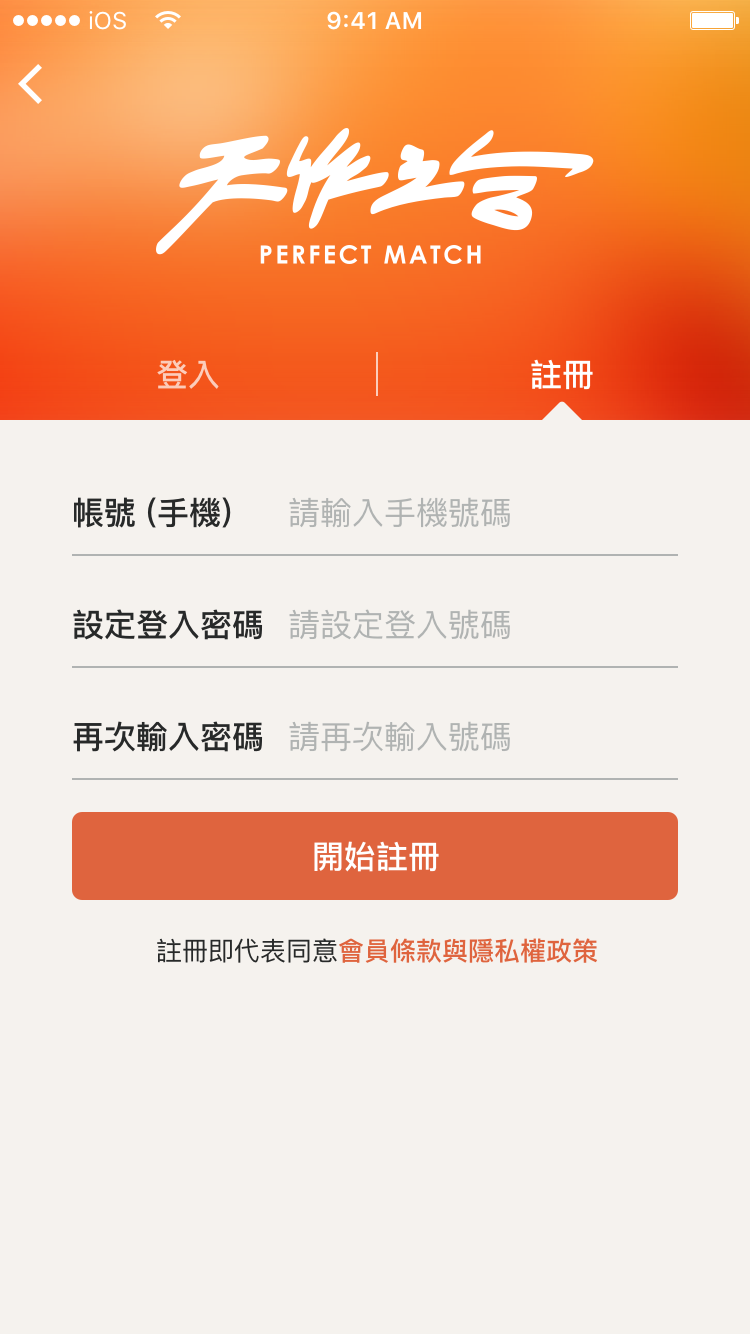 iOS 9:41 AM
天作之合
PERFECT MATCH
登入 註冊
帳號 (手機) 請輸入手機號碼
設定登入密碼 請設定登入號碼
再次輸入密碼 請再次輸入號碼
開始註冊
註冊即代表同意會員條款與隱私權政策